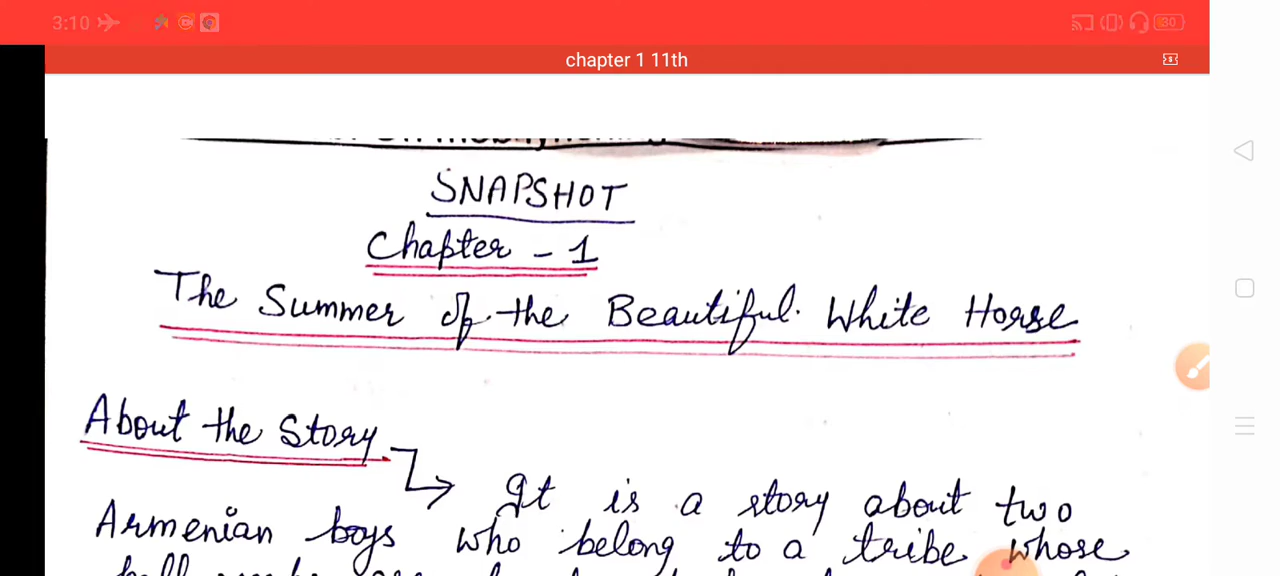 3:10
30
chapter 1 11th
SNAPSHOT
Chapter - 1
The Summer of the Beautiful White Horse
About the Story
It is a story about two
Armenian boys who belong to a tribe whose